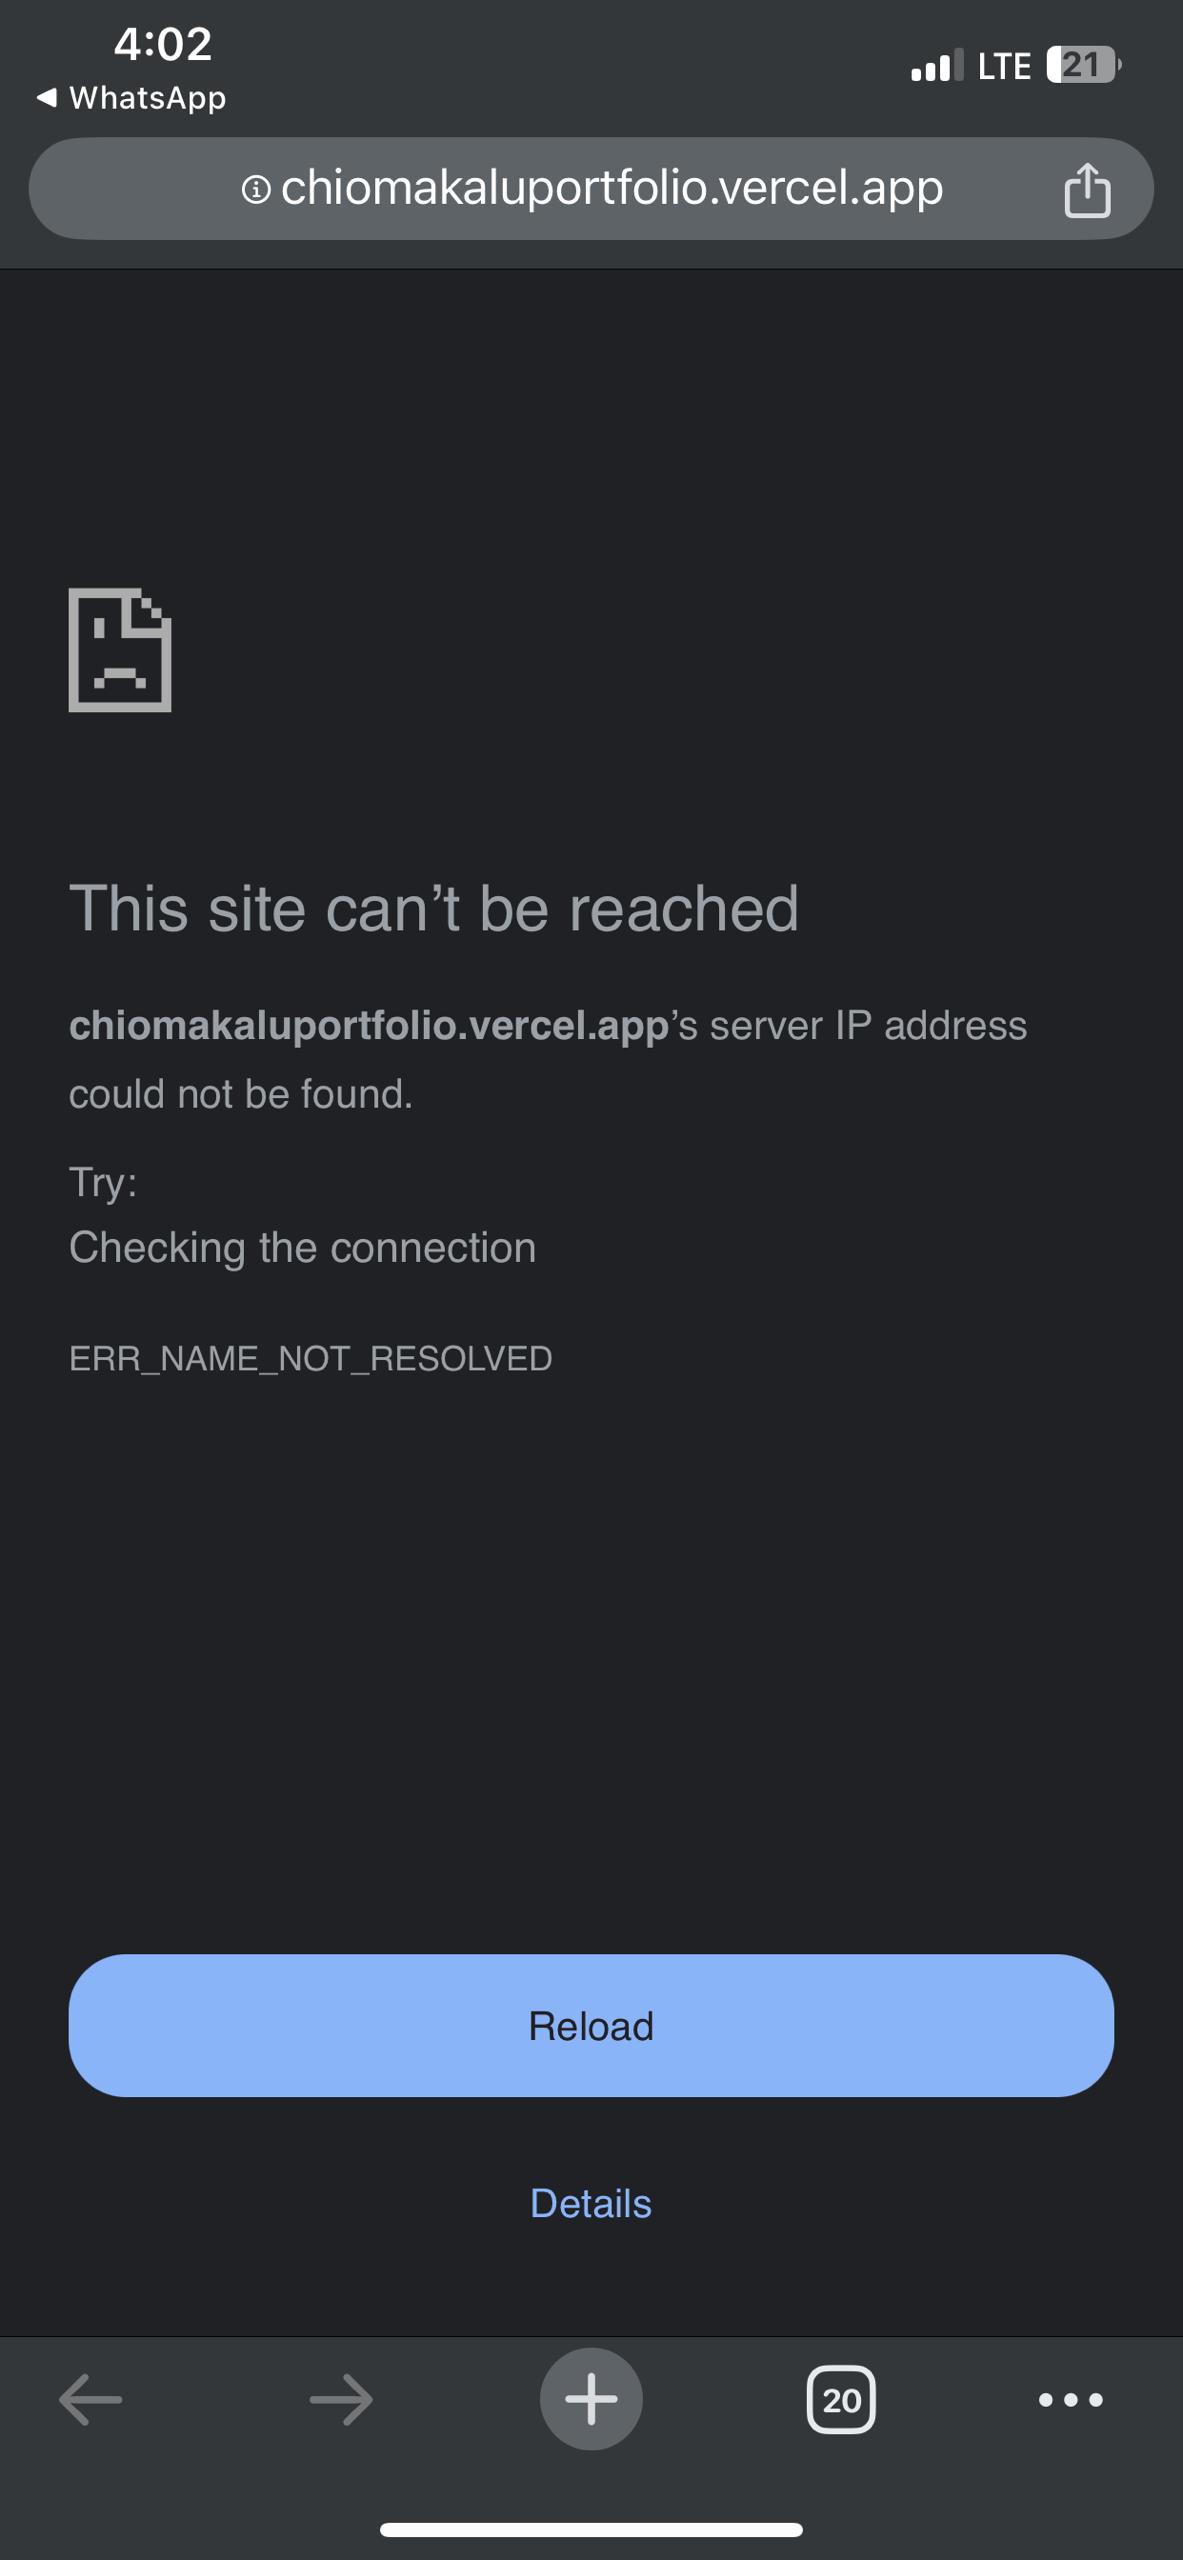 4:02
LTE
21
WhatsApp
chiomakaluportfolio.vercel.app
This site can’t be reached
chiomakaluportfolio.vercel.app’s server IP address
could not be found.
Try:
Checking the connection
ERR_NAME_NOT_RESOLVED
Reload
Details
20